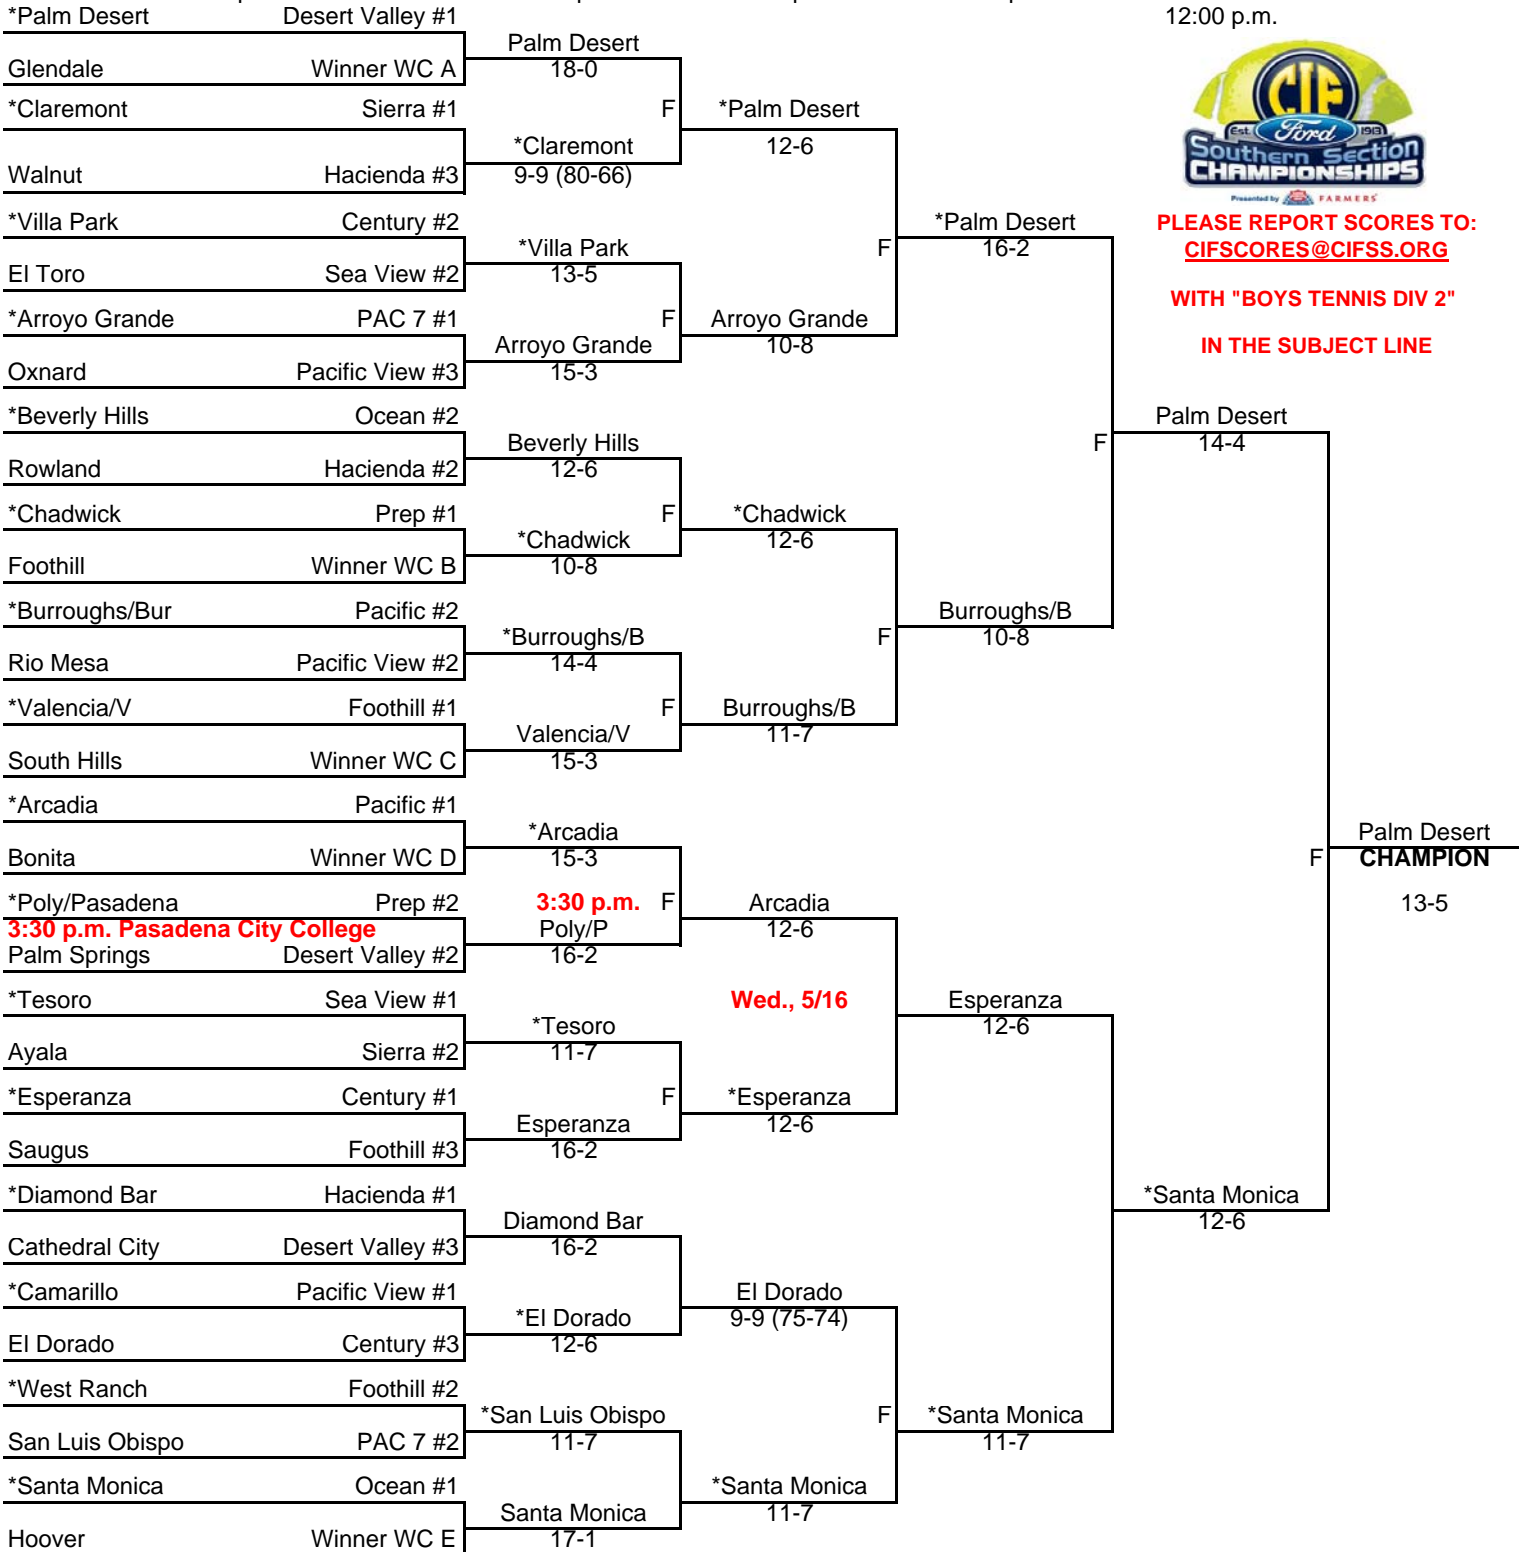 *Palm Desert Desert Valley #1 12:00 p.m.
Palm Desert
Glendale Winner WC A 18-0
*Claremont Sierra #1 F *Palm Desert
*Claremont 12-6
Walnut Hacienda #3 9-9 (80-66)
CIF
Est. Ford 1913
Southern Section
CHAMPIONSHIPS
Presented by FARMERS
*Villa Park Century #2 *Palm Desert PLEASE REPORT SCORES TO:
*Villa Park F 16-2 CIFSCORES@CIFSS.ORG
El Toro Sea View #2 13-5
WITH "BOYS TENNIS DIV 2"
*Arroyo Grande PAC 7 #1 F Arroyo Grande
Arroyo Grande 10-8 IN THE SUBJECT LINE
Oxnard Pacific View #3 15-3
*Beverly Hills Ocean #2 Palm Desert
Beverly Hills F 14-4
Rowland Hacienda #2 12-6
*Chadwick Prep #1 F *Chadwick
*Chadwick 12-6
Foothill Winner WC B 10-8
*Burroughs/Bur Pacific #2 Burroughs/B
*Burroughs/B F 10-8
Rio Mesa Pacific View #2 14-4
*Valencia/V Foothill #1 F Burroughs/B
Valencia/V 11-7
South Hills Winner WC C 15-3
*Arcadia Pacific #1
*Arcadia Palm Desert
Bonita Winner WC D 15-3 F CHAMPION
*Poly/Pasadena Prep #2 3:30 p.m. F Arcadia 13-5
3:30 p.m. Pasadena City College Poly/P 12-6
Palm Springs Desert Valley #2 16-2
*Tesoro Sea View #1 Wed., 5/16 Esperanza
*Tesoro 12-6
Ayala Sierra #2 11-7
*Esperanza Century #1 F *Esperanza
Esperanza 12-6
Saugus Foothill #3 16-2
*Diamond Bar Hacienda #1 *Santa Monica
Diamond Bar 12-6
Cathedral City Desert Valley #3 16-2
*Camarillo Pacific View #1 El Dorado
*El Dorado 9-9 (75-74)
El Dorado Century #3 12-6
*West Ranch Foothill #2
*San Luis Obispo F *Santa Monica
San Luis Obispo PAC 7 #2 11-7 11-7
*Santa Monica Ocean #1 *Santa Monica
Santa Monica 11-7
Hoover Winner WC E 17-1